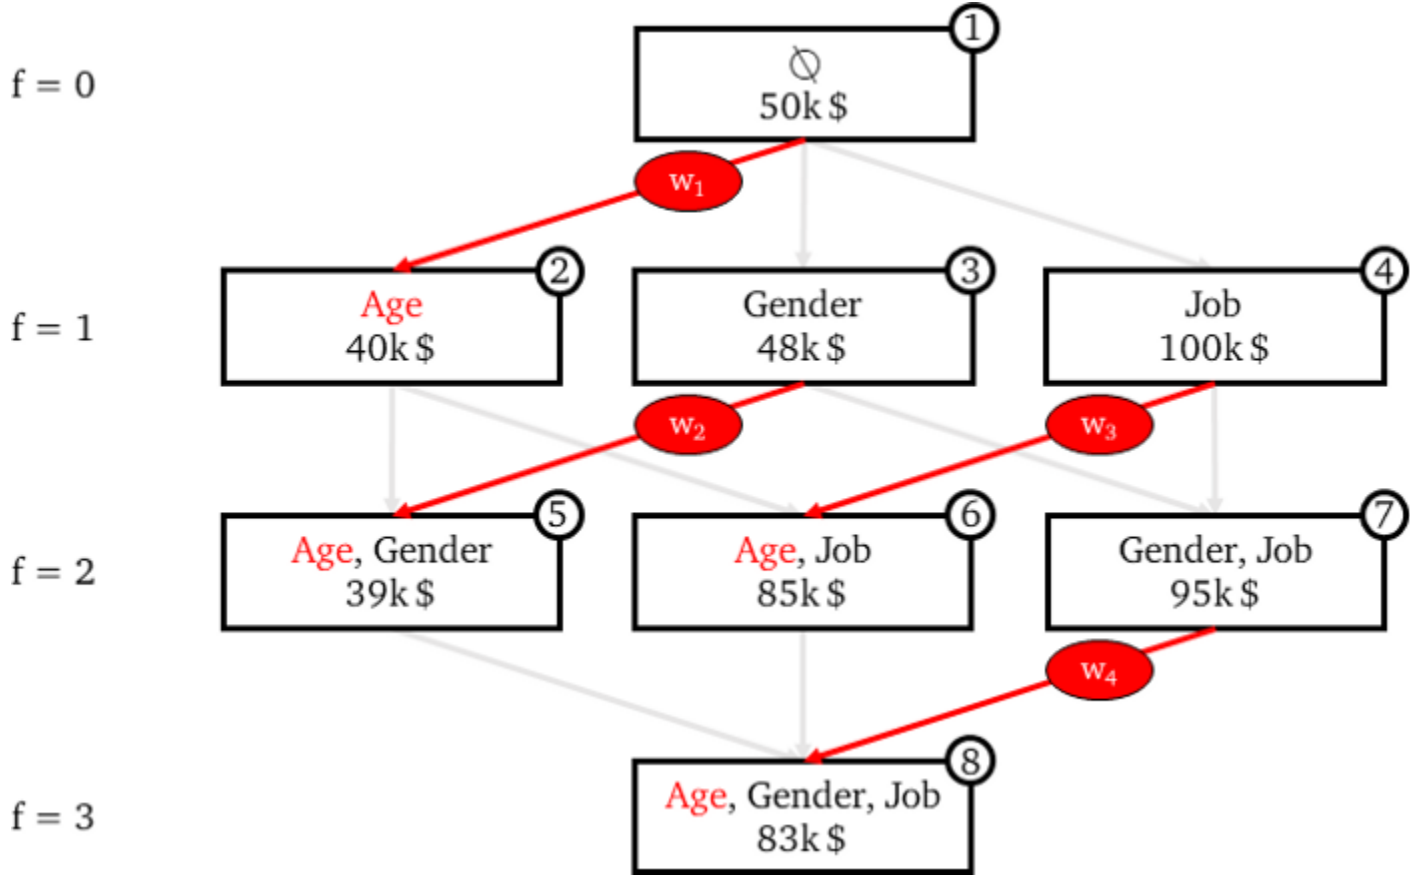 1
f = 0
∅
50k $
w₁
2
3
4
f = 1
Age
40k $
Gender
48k $
Job
100k $
w₂
w₃
5
6
7
f = 2
Age, Gender
39k $
Age, Job
85k $
Gender, Job
95k $
w₄
8
f = 3
Age, Gender, Job
83k $